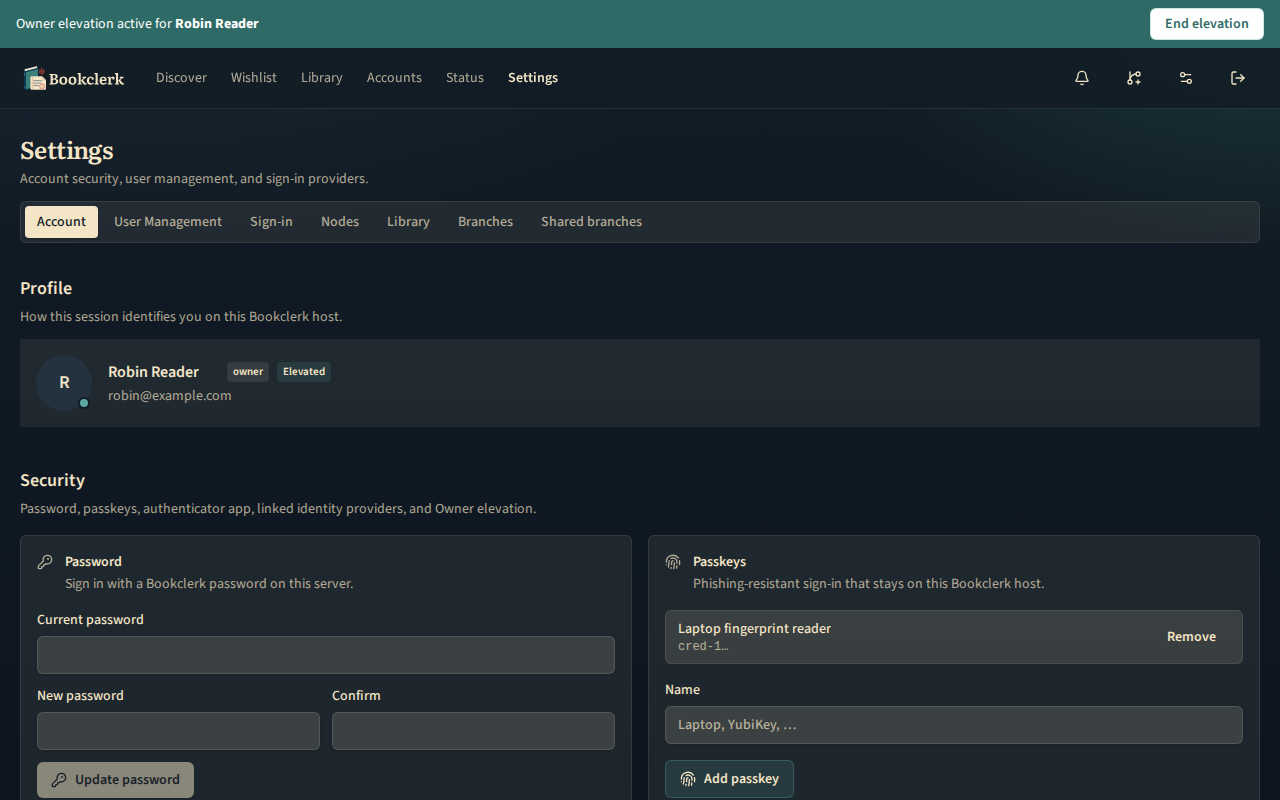 Owner elevation active for Robin Reader
End elevation
Bookclerk
Discover
Wishlist
Library
Accounts
Status
Settings
Settings
Account security, user management, and sign-in providers.
Account
User Management
Sign-in
Nodes
Library
Branches
Shared branches
Profile
How this session identifies you on this Bookclerk host.
R
Robin Reader
owner
Elevated
robin@example.com
Security
Password, passkeys, authenticator app, linked identity providers, and Owner elevation.
Password
Sign in with a Bookclerk password on this server.
Current password
New password
Confirm
Update password
Passkeys
Phishing-resistant sign-in that stays on this Bookclerk host.
Laptop fingerprint reader
cred-1…
Remove
Name
Laptop, YubiKey, …
Add passkey